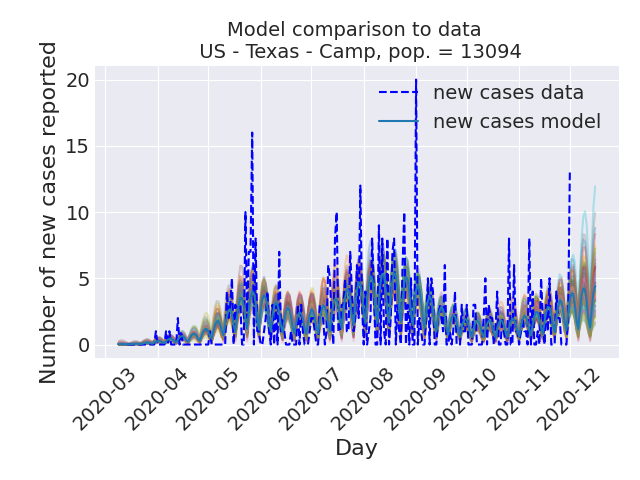 Model comparison to data
US - Texas - Camp, pop. = 13094
Number of new cases reported
20
15
10
5
0
new cases data
new cases model
2020-03
2020-04
2020-05
2020-06
2020-07
2020-08
2020-09
2020-10
2020-11
2020-12
Day